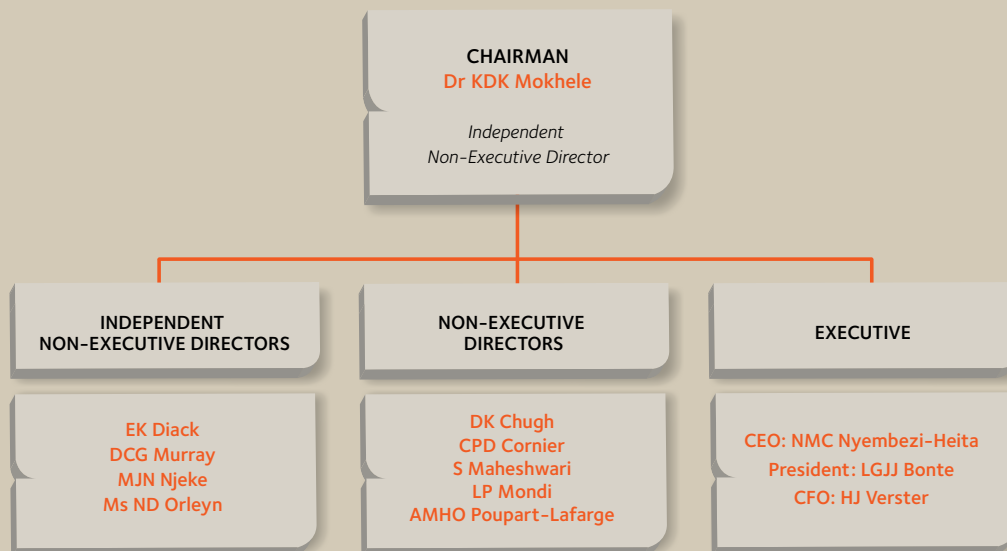 CHAIRMAN
Dr KDK Mokhele
Independent
Non-Executive Director
INDEPENDENT
NON-EXECUTIVE DIRECTORS
EK Diack
DCG Murray
MJN Njeke
Ms ND Orleyn
NON-EXECUTIVE
DIRECTORS
DK Chugh
CPD Cornier
S Maheshwari
LP Mondi
AMHO Poupart-Lafarge
EXECUTIVE
CEO: NMC Nyembezi-Heita
President: LGJJ Bonte
CFO: HJ Verster